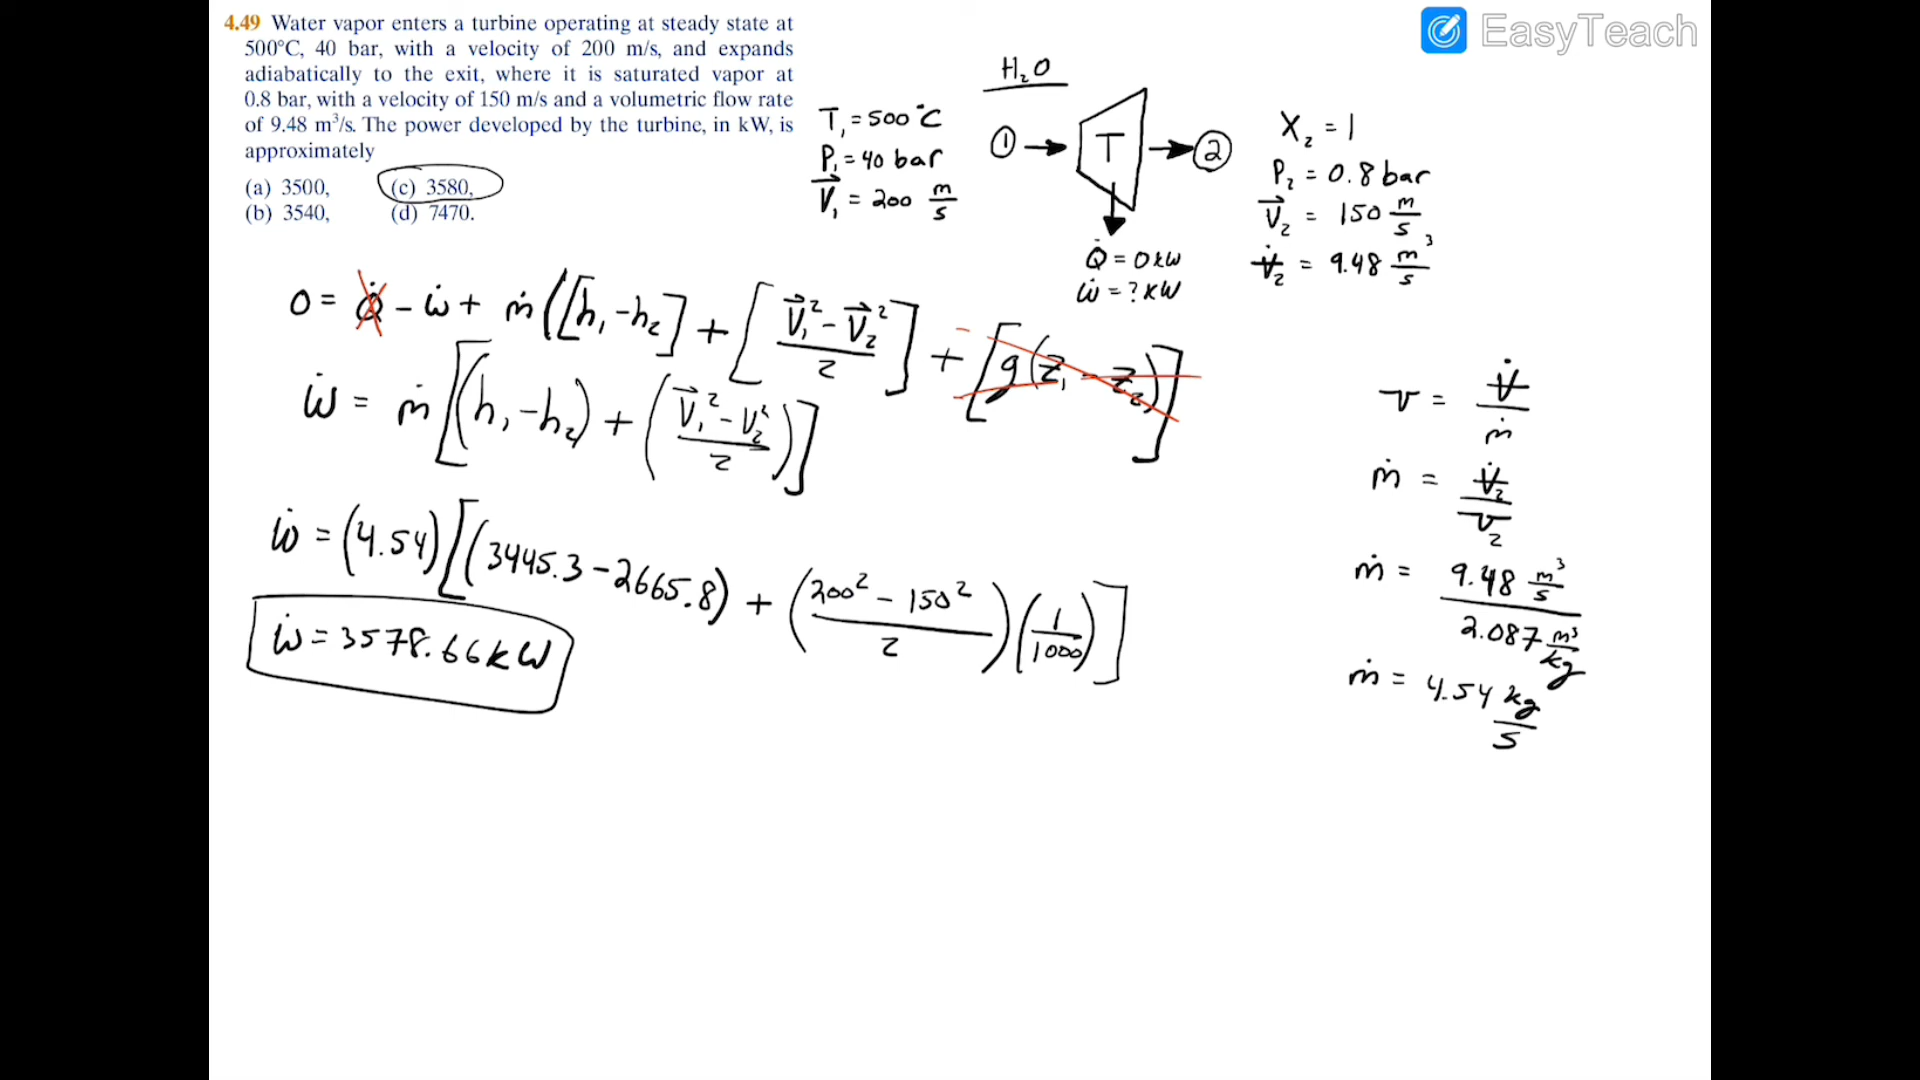 EasyTeach
4.49 Water vapor enters a turbine operating at steady state at
500°C, 40 bar, with a velocity of 200 m/s, and expands
adiabatically to the exit, where it is saturated vapor at
0.8 bar, with a velocity of 150 m/s and a volumetric flow rate
of 9.48 m³/s. The power developed by the turbine, in kW, is
approximately
(a) 3500, (c) 3580,
(b) 3540, (d) 7470.
H₂O
T₁ = 500°C
P₁ = 40 bar
V⃗₁ = 200 m/s
① → T → ②
Q̇ = 0 kW
ẇ = ? kW
X₂ = 1
P₂ = 0.8 bar
V⃗₂ = 150 m/s
V̶̇₂ = 9.48 m³/s
0 = Q̇ - ẇ + ṁ([h₁ - h₂] + [(V⃗₁² - V⃗₂²)/2] + [g(z₁ - z₂)]]
ẇ = ṁ[(h₁ - h₂) + ((V⃗₁² - V₂²)/2)]
ẇ = (4.54)[(3445.3 - 2665.8) + ((200² - 150²)/2)(1/1000)]
ẇ = 3578.66 kW
v = V̶̇/ṁ
ṁ = V̶̇₂/v₂
ṁ = 9.48 m³/s / 2.087 m³/kg
ṁ = 4.54 kg/s